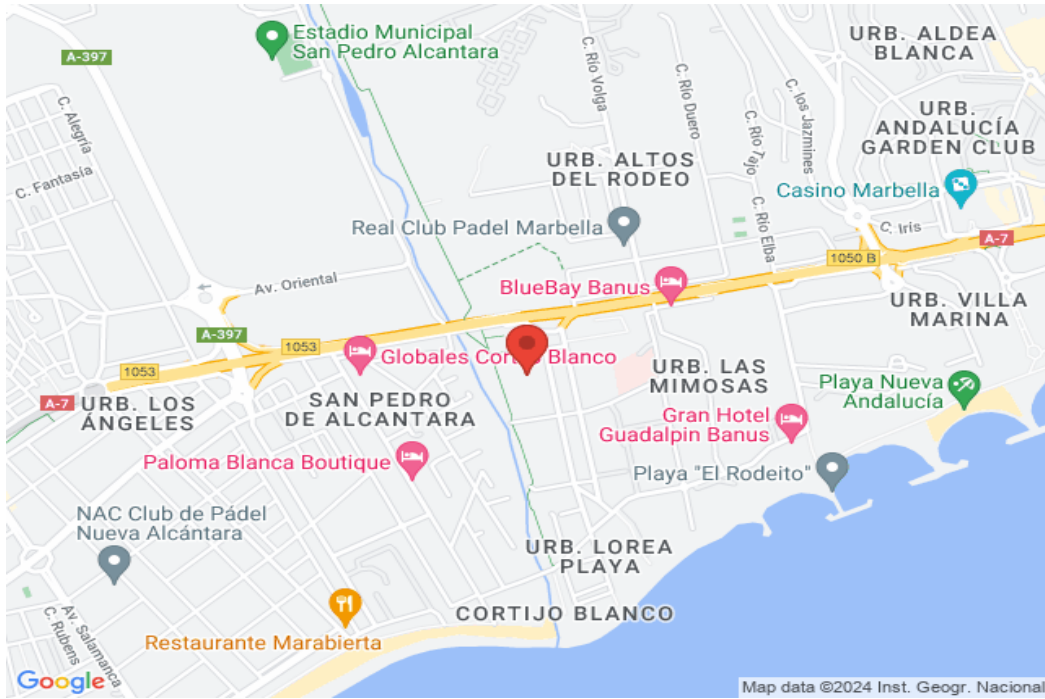 Estadio Municipal
San Pedro Alcantara
A-397
A-397
C. Alegría
C. Fantasía
C. Río Volga
C. Río Duero
C. Río Tajo
C. los Jazmines
URB. ALDEA
BLANCA
URB.
ANDALUCÍA
GARDEN CLUB
URB. ALTOS
DEL RODEO
Casino Marbella
Real Club Padel Marbella
C. Río Elba
C. Iris
A-7
1050 B
Av. Oriental
BlueBay Banus
URB. VILLA
MARINA
A-397
1053
1053
Globales Cortijo Blanco
A-7
URB. LOS
ÁNGELES
SAN PEDRO
DE ALCANTARA
URB. LAS
MIMOSAS
Playa Nueva
Andalucía
Gran Hotel
Guadalpin Banus
Paloma Blanca Boutique
Playa "El Rodeito"
NAC Club de Pádel
Nueva Alcántara
URB. LOREA
PLAYA
CORTIJO BLANCO
Av. Salamanca
C. Rubens
Restaurante Marabierta
Google
Map data ©2024 Inst. Geogr. Nacional